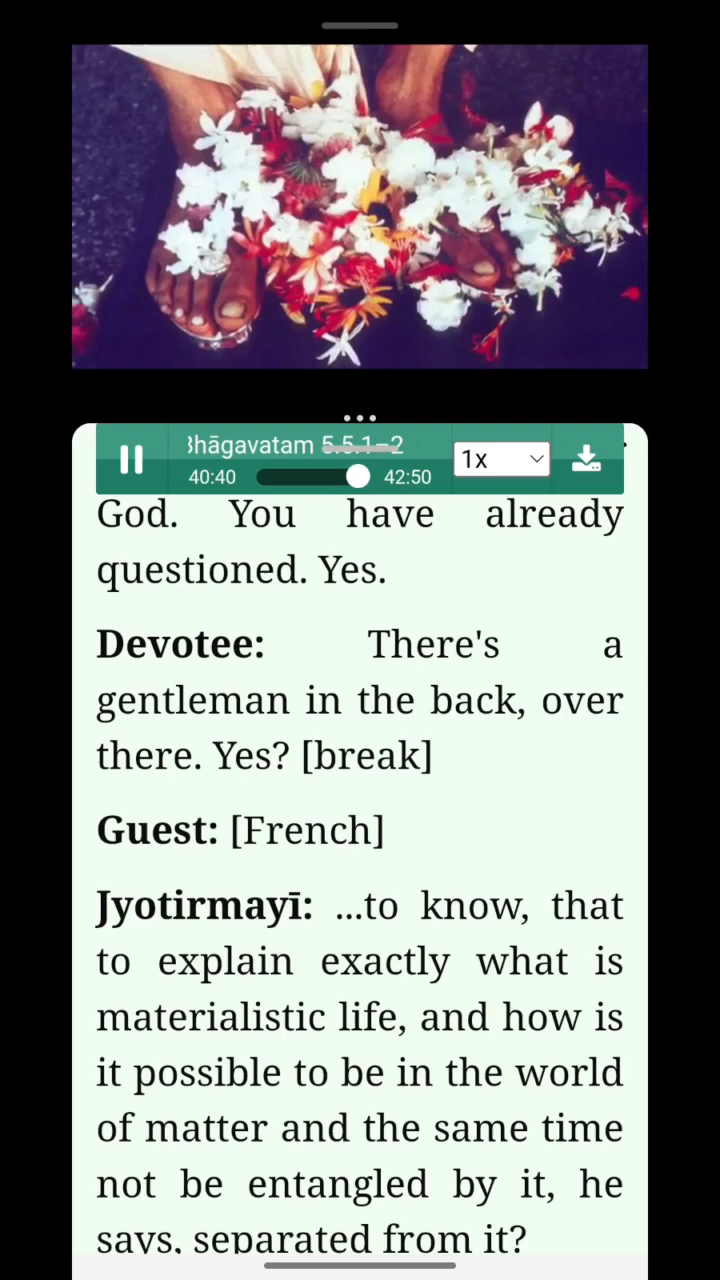 Bhāgavatam 5.5.1–2
40:40
42:50
1x
God. You have already
questioned. Yes.
Devotee: There's a
gentleman in the back, over
there. Yes? [break]
Guest: [French]
Jyotirmayī: ...to know, that
to explain exactly what is
materialistic life, and how is
it possible to be in the world
of matter and the same time
not be entangled by it, he
says, separated from it?